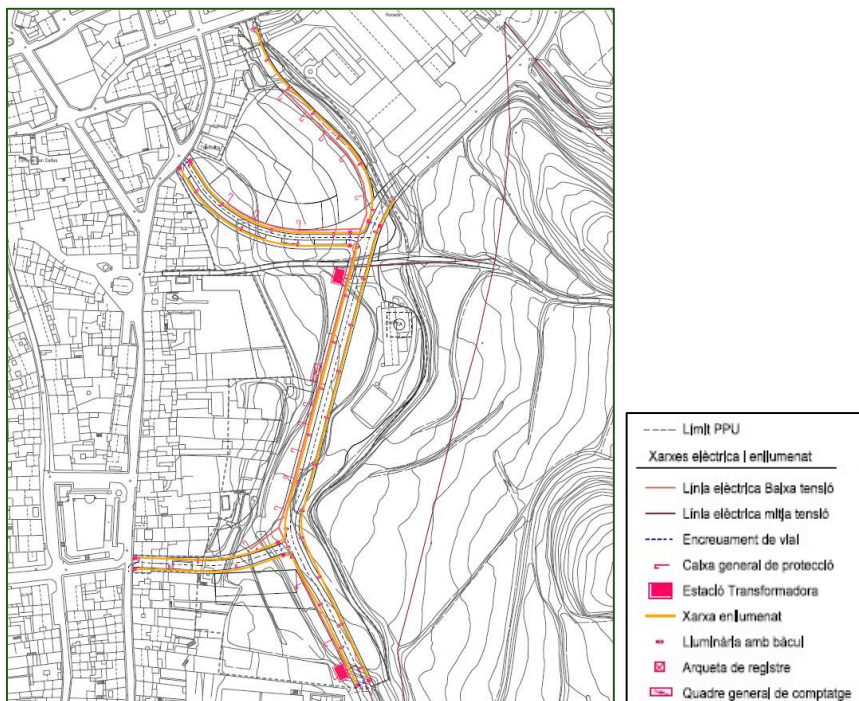 Límit PPU
Xarxes elèctrica i enllumenat
Línia elèctrica Baixa tensió
Línia elèctrica mitja tensió
Encreuament de vial
Caixa general de protecció
Estació Transformadora
Xarxa enllumenat
Lluminària amb bàcul
Arqueta de registre
Quadre general de comptatge